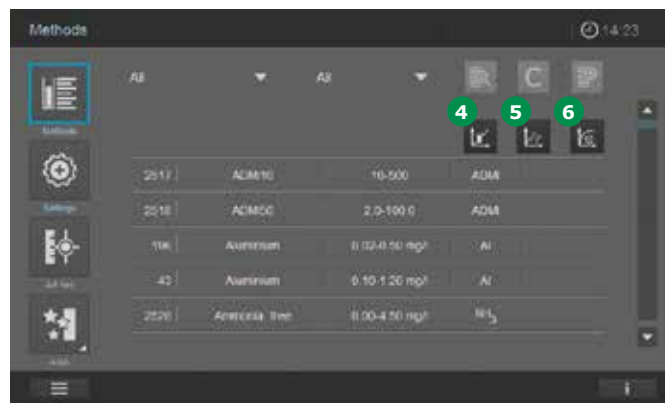 Methods 14:23
All All
R C P
4 5 6
Methods
2517 ADMI10 10-500 ADMI
Settings
2518 ADMI50 2.0-100.0 ADMI
106 Aluminium 0.02-0.50 mg/l Al
43 Aluminium 0.10-1.20 mg/l Al
2520 Ammonia, free 0.00-4.50 mg/l NH3
i